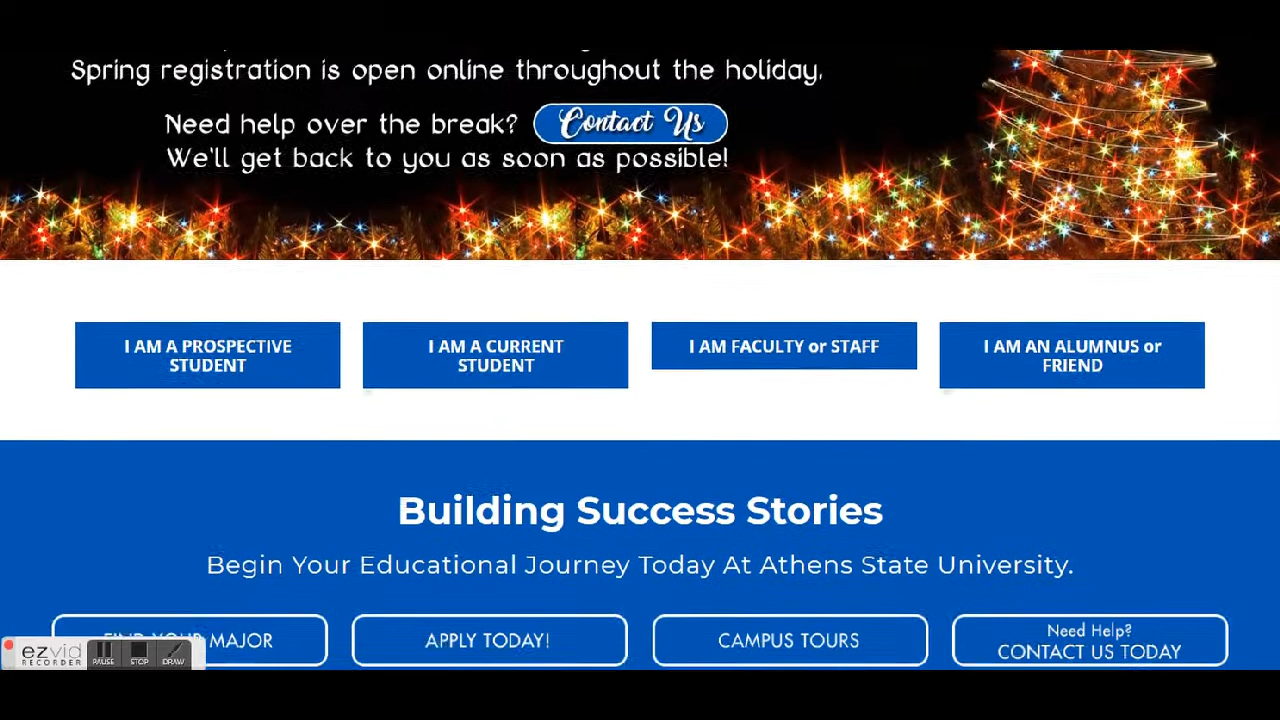 Spring registration is open online throughout the holiday.
Need help over the break? Contact Us
We'll get back to you as soon as possible!
I AM A PROSPECTIVE
STUDENT
I AM A CURRENT
STUDENT
I AM FACULTY or STAFF
I AM AN ALUMNUS or
FRIEND
Building Success Stories
Begin Your Educational Journey Today At Athens State University.
FIND YOUR MAJOR
APPLY TODAY!
CAMPUS TOURS
Need Help?
CONTACT US TODAY
ezvid
RECORDER
PAUSE
STOP
DRAW